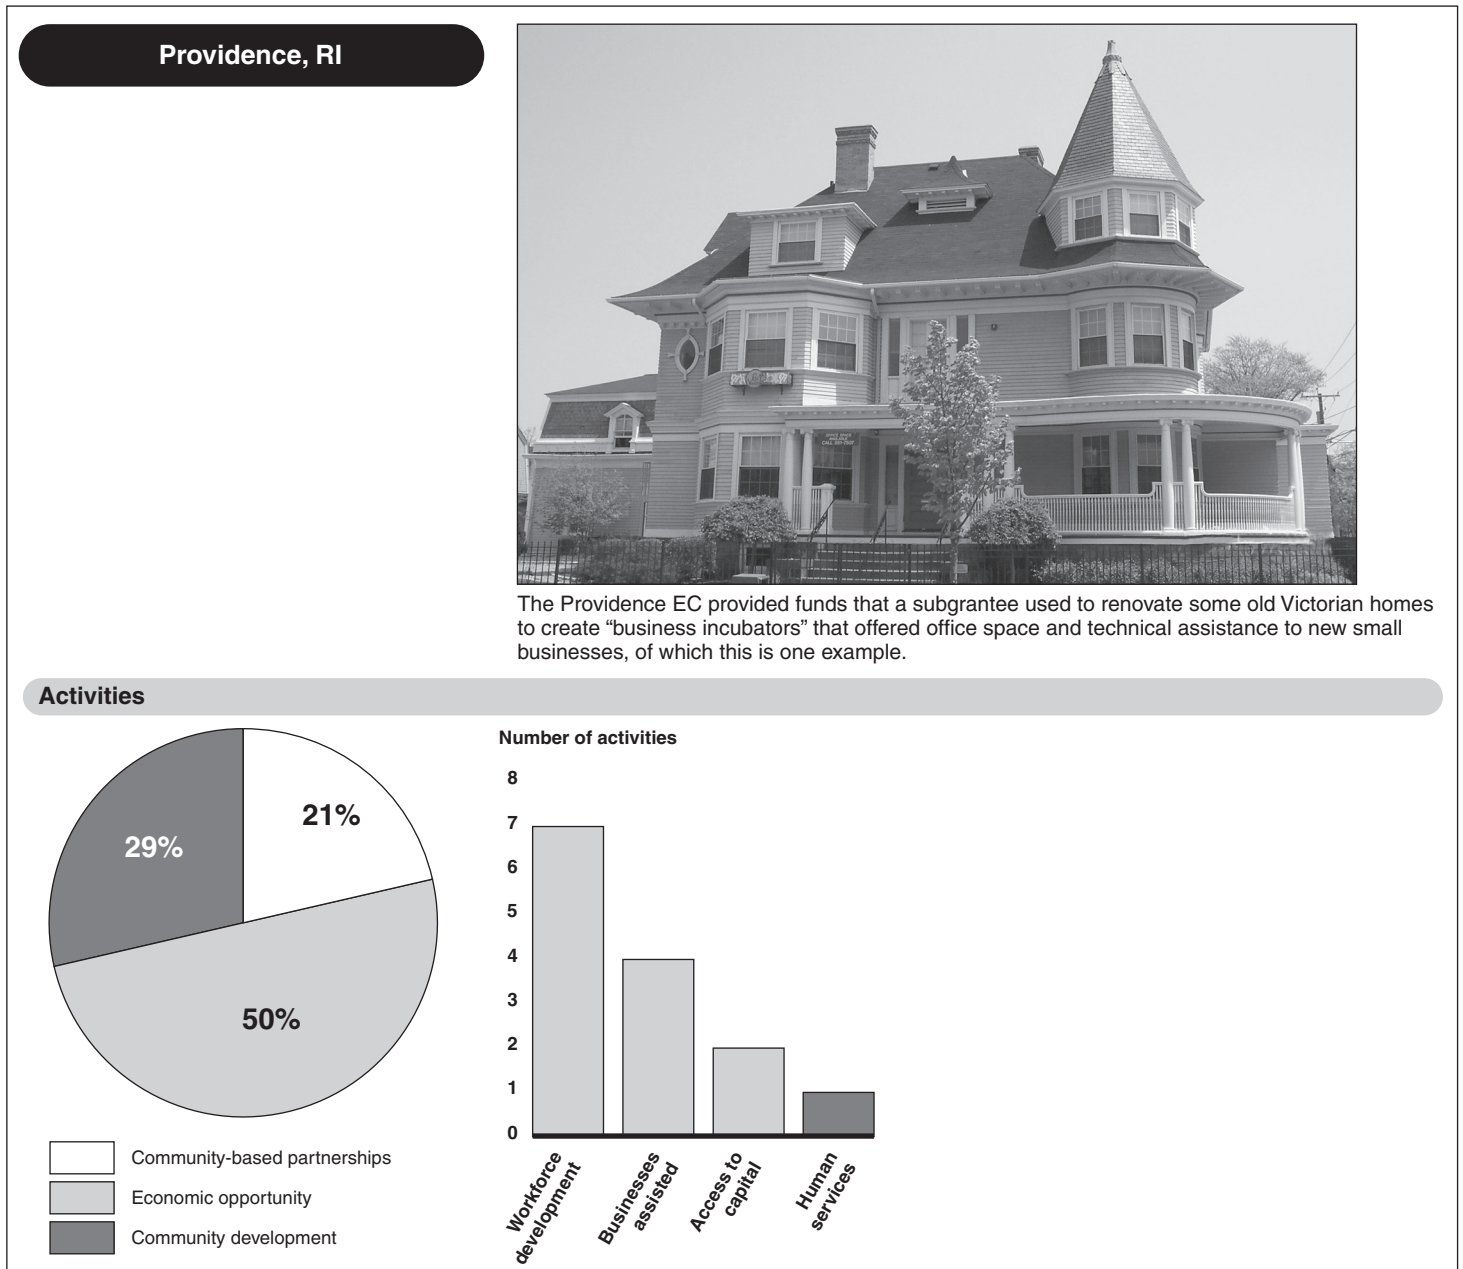 Providence, RI
OFFICE SPACE
AVAILABLE
The Providence EC provided funds that a subgrantee used to renovate some old Victorian homes
to create “business incubators” that offered office space and technical assistance to new small
businesses, of which this is one example.
Activities
21%
29%
50%
Community-based partnerships
Economic opportunity
Community development
Number of activities
8
7
6
5
4
3
2
1
0
Workforce
development
Businesses
assisted
Access to
capital
Human
services